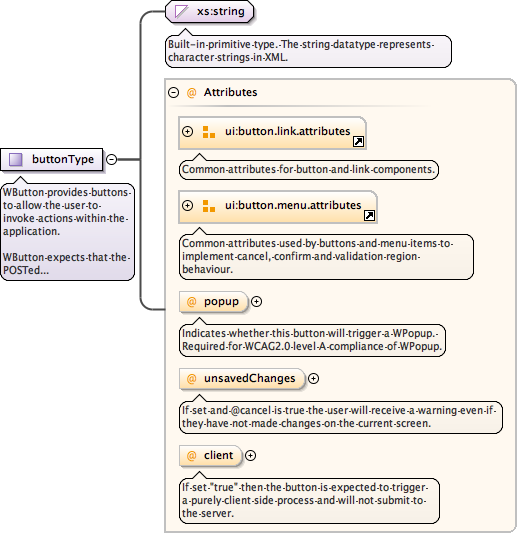 xs:string
Built-in primitive type. The string datatype represents
character strings in XML.
@ Attributes
ui:button.link.attributes
buttonType
Common attributes for button and link components.
WButton provides buttons
to allow the user to
invoke actions within the
application.
WButton expects that the
POSTed...
ui:button.menu.attributes
Common attributes used by buttons and menu items to
implement cancel, confirm and validation region
behaviour.
@ popup
Indicates whether this button will trigger a WPopup.
Required for WCAG2.0 level A compliance of WPopup.
@ unsavedChanges
If set and @cancel is true the user will receive a warning even if
they have not made changes on the current screen.
@ client
If set "true" then the button is expected to trigger
a purely client side process and will not submit to
the server.